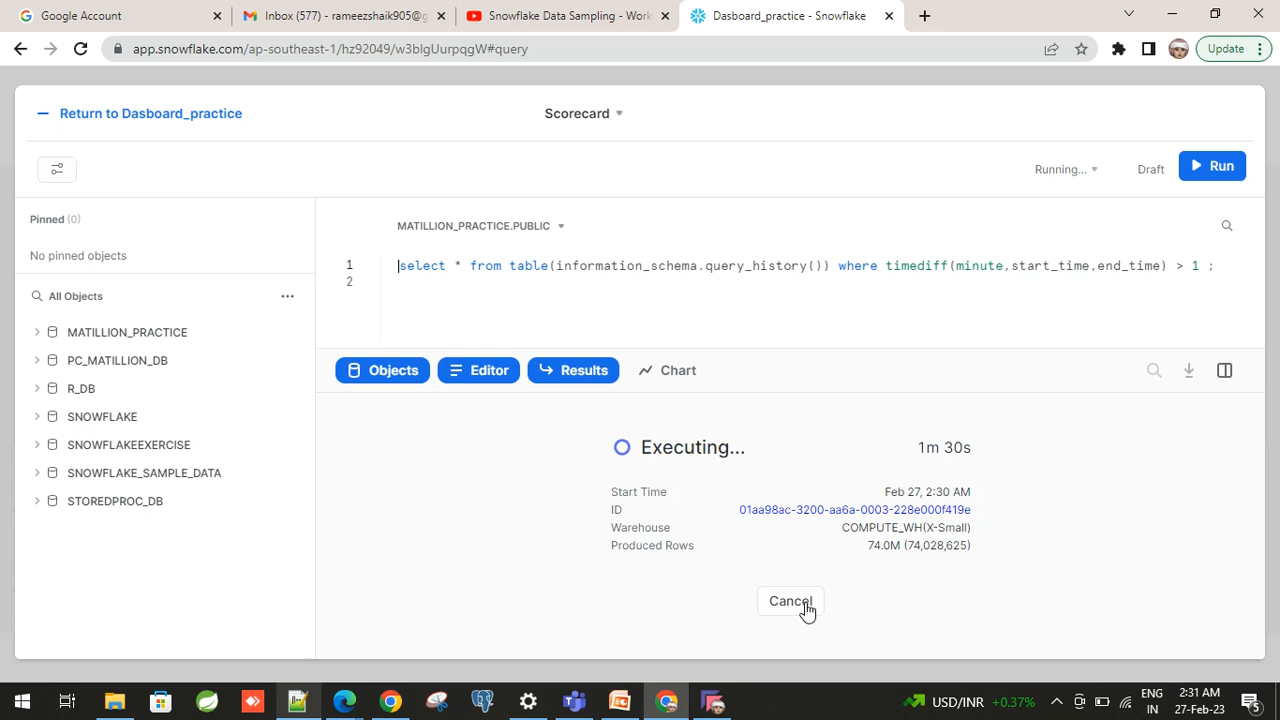 Google Account
Inbox (577) - rameezshaik905@g
Snowflake Data Sampling - Work
Dasboard_practice - Snowflake
app.snowflake.com/ap-southeast-1/hz92049/w3bIgUurpqgW#query
Update
Return to Dasboard_practice
Scorecard
Running...
Draft
Run
Pinned (0)
No pinned objects
All Objects
MATILLION_PRACTICE
PC_MATILLION_DB
R_DB
SNOWFLAKE
SNOWFLAKEEXERCISE
SNOWFLAKE_SAMPLE_DATA
STOREDPROC_DB
MATILLION_PRACTICE.PUBLIC
1 select * from table(information_schema.query_history()) where timediff(minute,start_time,end_time) > 1 ;
2
Objects
Editor
Results
Chart
Executing... 1m 30s
Start Time Feb 27, 2:30 AM
ID 01aa98ac-3200-aa6a-0003-228e000f419e
Warehouse COMPUTE_WH(X-Small)
Produced Rows 74.0M (74,028,625)
Cancel
USD/INR +0.37%
ENG
IN
2:31 AM
27-Feb-23
5